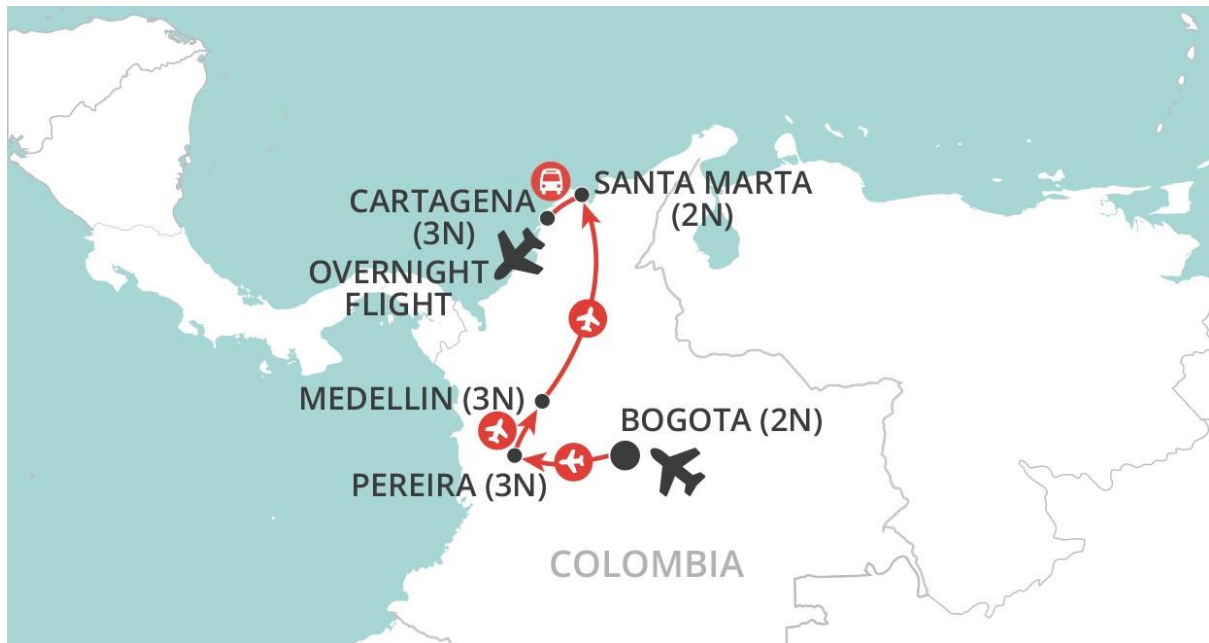 CARTAGENA
(3N)
SANTA MARTA
(2N)
OVERNIGHT
FLIGHT
MEDELLIN (3N)
BOGOTA (2N)
PEREIRA (3N)
COLOMBIA